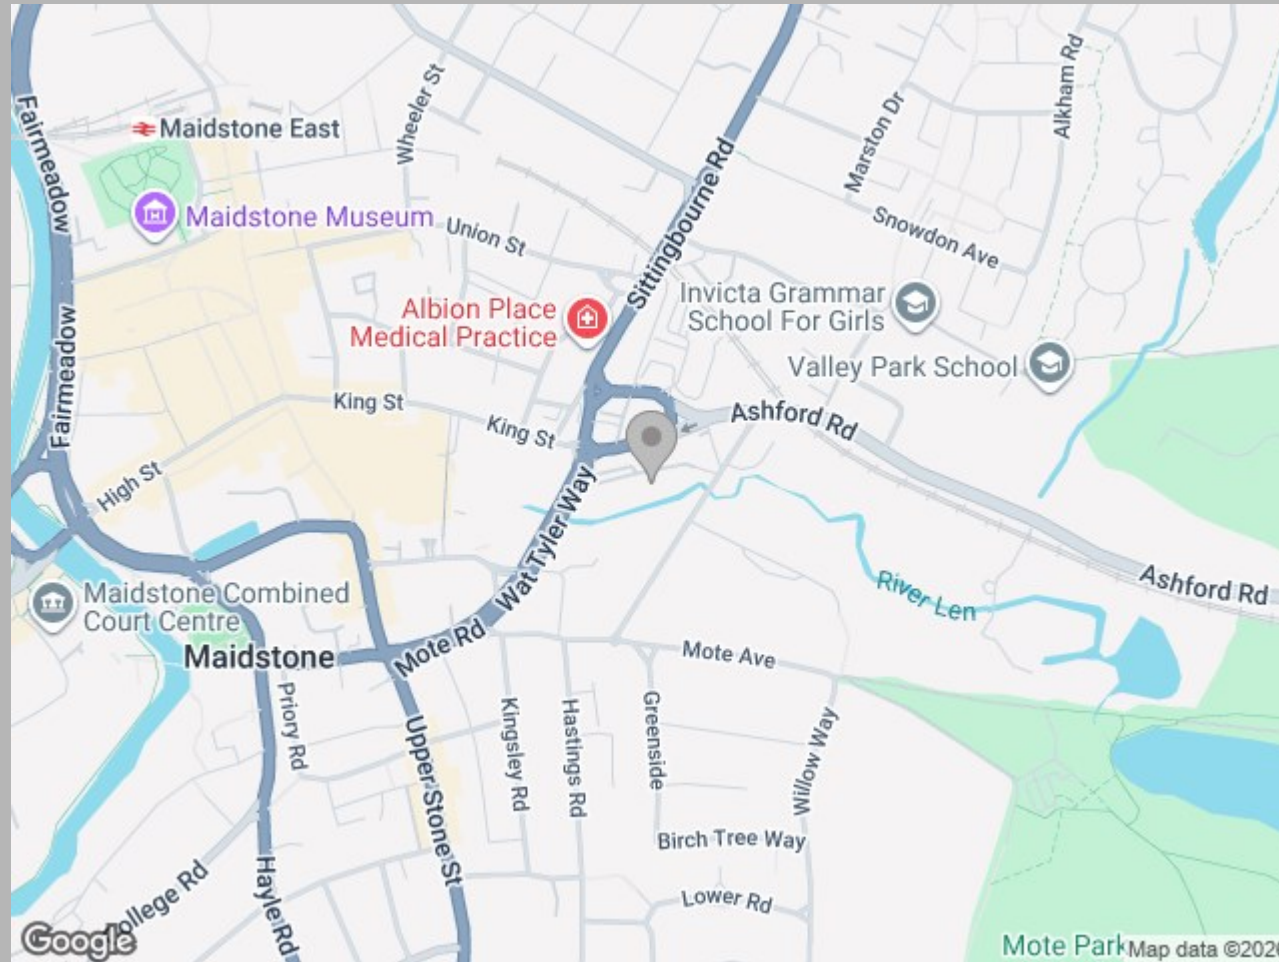 Fairmeadow
Maidstone East
Wheeler St
Sittingbourne Rd
Marston Dr
Alkham Rd
Maidstone Museum
Union St
Snowdon Ave
Albion Place
Medical Practice
Invicta Grammar
School For Girls
Valley Park School
Fairmeadow
King St
King St
Ashford Rd
High St
Wat Tyler Way
Ashford Rd
River Len
Maidstone Combined
Court Centre
Maidstone
Mote Rd
Mote Ave
Priory Rd
Upper Stone St
Kingsley Rd
Hastings Rd
Greenside
Willow Way
Birch Tree Way
Lower Rd
College Rd
Hayle Rd
Mote Park
Google
Map data ©2026